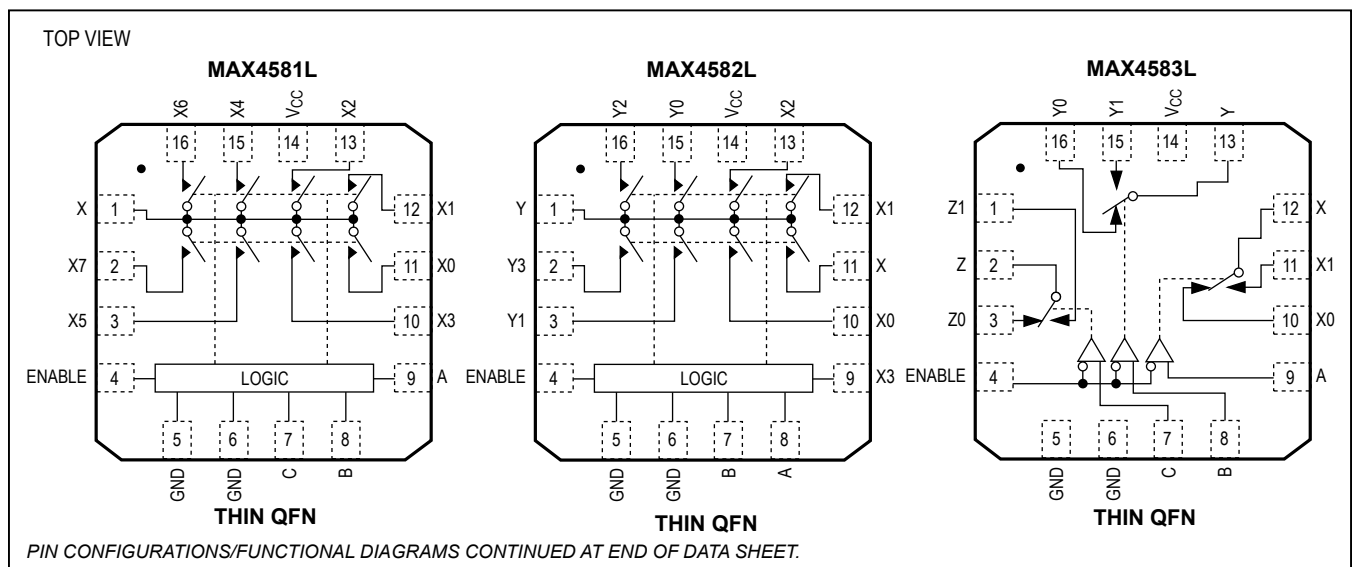 TOP VIEW
MAX4581L
X6 X4 VCC X2
16 15 14 13
X 1 12 X1
X7 2 11 X0
X5 3 10 X3
ENABLE 4 LOGIC 9 A
5 6 7 8
GND GND C B
THIN QFN
MAX4582L
Y2 Y0 VCC X2
16 15 14 13
Y 1 12 X1
Y3 2 11 X
Y1 3 10 X0
ENABLE 4 LOGIC 9 X3
5 6 7 8
GND GND B A
THIN QFN
MAX4583L
Y0 Y1 VCC Y
16 15 14 13
Z1 1 12 X
Z 2 11 X1
Z0 3 10 X0
ENABLE 4 9 A
5 6 7 8
GND GND C B
THIN QFN
PIN CONFIGURATIONS/FUNCTIONAL DIAGRAMS CONTINUED AT END OF DATA SHEET.